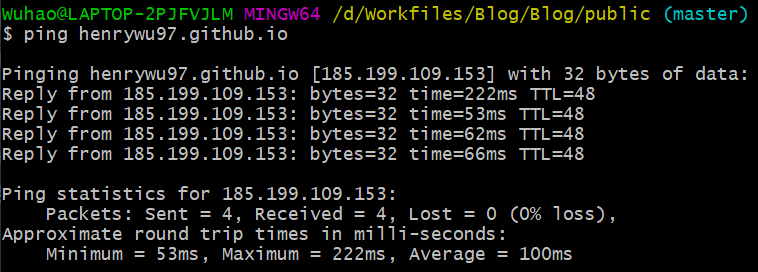 Wuhao@LAPTOP-2PJFVJLM MINGW64 /d/Workfiles/Blog/Blog/public (master)
$ ping henrywu97.github.io
Pinging henrywu97.github.io [185.199.109.153] with 32 bytes of data:
Reply from 185.199.109.153: bytes=32 time=222ms TTL=48
Reply from 185.199.109.153: bytes=32 time=53ms TTL=48
Reply from 185.199.109.153: bytes=32 time=62ms TTL=48
Reply from 185.199.109.153: bytes=32 time=66ms TTL=48
Ping statistics for 185.199.109.153:
    Packets: Sent = 4, Received = 4, Lost = 0 (0% loss),
Approximate round trip times in milli-seconds:
    Minimum = 53ms, Maximum = 222ms, Average = 100ms